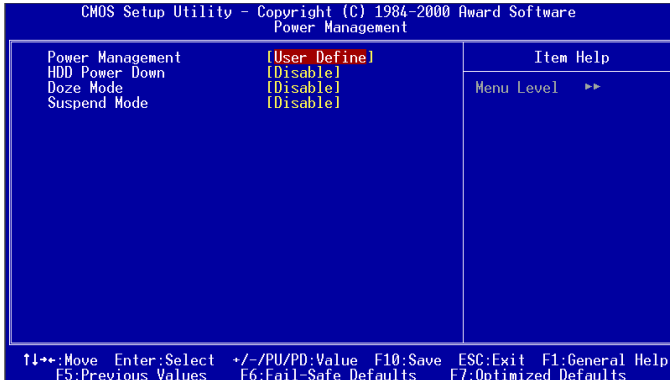 CMOS Setup Utility - Copyright (C) 1984-2000 Award Software
Power Management
Power Management [User Define]
HDD Power Down [Disable]
Doze Mode [Disable]
Suspend Mode [Disable]
Item Help
Menu Level ►►
↑↓→←:Move Enter:Select +/-/PU/PD:Value F10:Save ESC:Exit F1:General Help
F5:Previous Values F6:Fail-Safe Defaults F7:Optimized Defaults